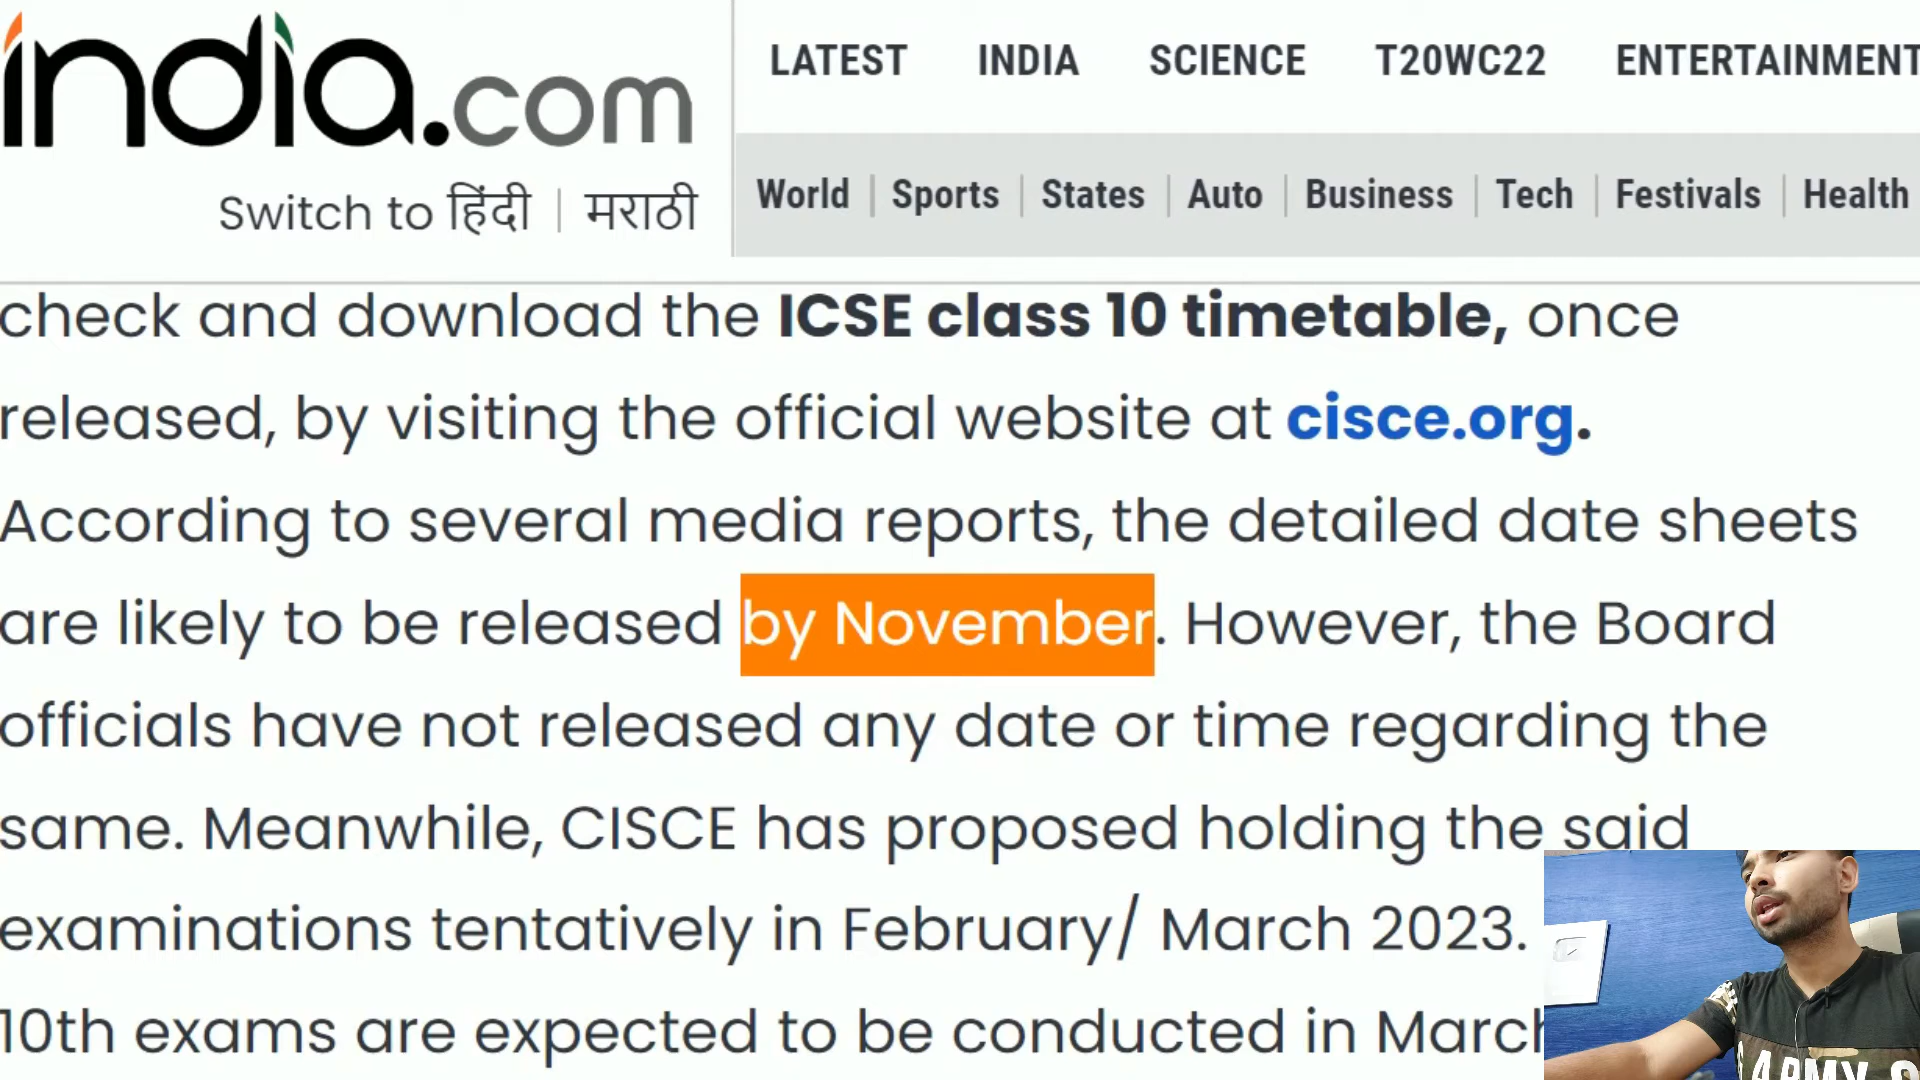 india.com
LATEST INDIA SCIENCE T20WC22 ENTERTAINMENT
Switch to हिंदी | मराठी
World | Sports | States | Auto | Business | Tech | Festivals | Health
check and download the ICSE class 10 timetable, once
released, by visiting the official website at cisce.org.
According to several media reports, the detailed date sheets
are likely to be released by November. However, the Board
officials have not released any date or time regarding the
same. Meanwhile, CISCE has proposed holding the said
examinations tentatively in February/ March 2023.
10th exams are expected to be conducted in March
ARMY